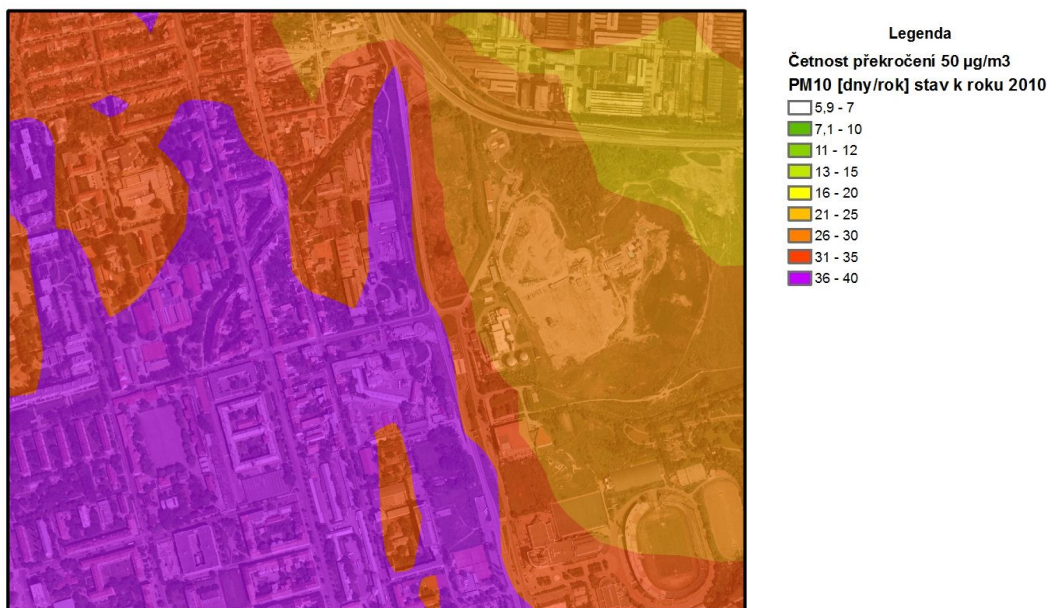 Legenda
Četnost překročení 50 µg/m3
PM10 [dny/rok] stav k roku 2010
5,9 - 7
7,1 - 10
11 - 12
13 - 15
16 - 20
21 - 25
26 - 30
31 - 35
36 - 40